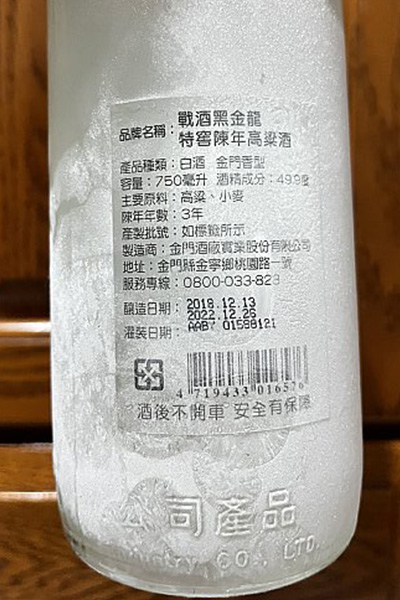 品牌名稱：戰酒黑金龍
特窖陳年高粱酒
產品種類：白酒 金門香型
容量：750毫升 酒精成分：49.9度
主要原料：高粱、小麥
陳年年數：3年
產製批號：如標籤所示
製造商：金門酒廠實業股份有限公司
地址：金門縣金寧鄉桃園路一號
服務專線：0800-033-823
釀造日期：2018.12.13
2022.12.26
灌裝日期：AABY 01598121
4 719433 01652
酒後不開車 安全有保障
公司產品
Co., LTD.